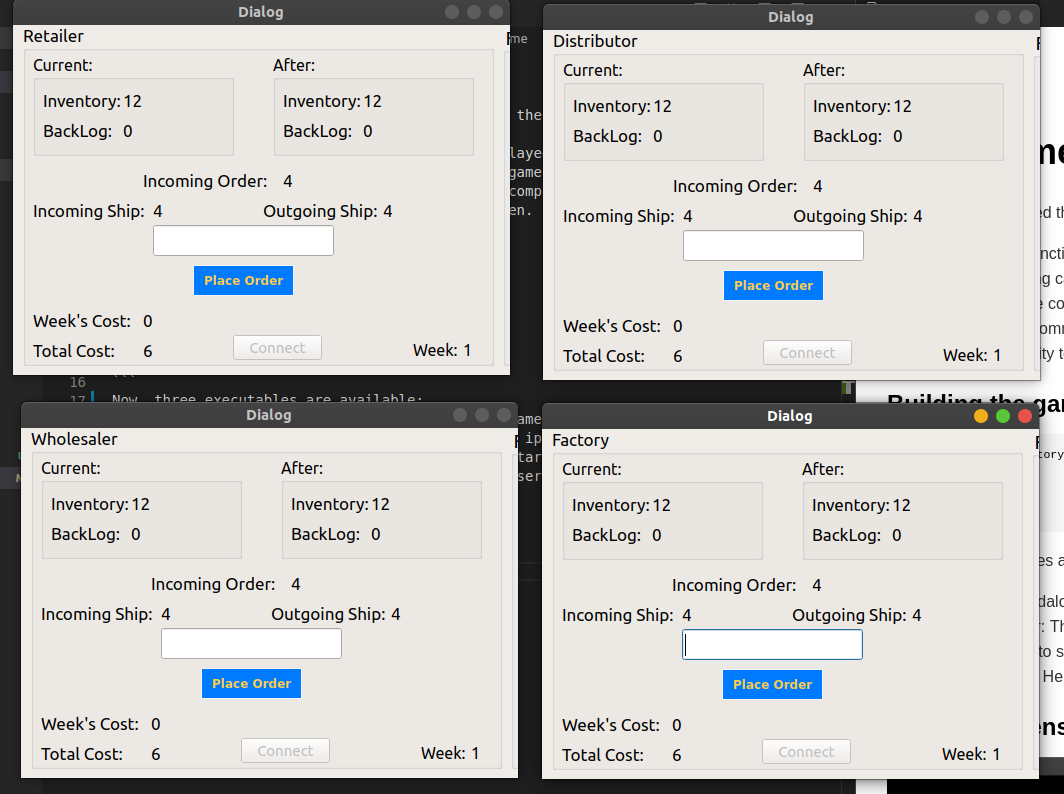 Dialog
Retailer
Current: After:
Inventory: 12 Inventory: 12
BackLog: 0 BackLog: 0
Incoming Order: 4
Incoming Ship: 4 Outgoing Ship: 4
Place Order
Week's Cost: 0
Connect
Total Cost: 6 Week: 1
Dialog
Distributor
Current: After:
Inventory: 12 Inventory: 12
BackLog: 0 BackLog: 0
Incoming Order: 4
Incoming Ship: 4 Outgoing Ship: 4
Place Order
Week's Cost: 0
Connect
Total Cost: 6 Week: 1
the
game
en.
16
17 Now, three executables are available:
Building the ga
Dialog
Wholesaler
Current: After:
Inventory: 12 Inventory: 12
BackLog: 0 BackLog: 0
Incoming Order: 4
Incoming Ship: 4 Outgoing Ship: 4
Place Order
Week's Cost: 0
Connect
Total Cost: 6 Week: 1
Dialog
Factory
Current: After:
Inventory: 12 Inventory: 12
BackLog: 0 BackLog: 0
Incoming Order: 4
Incoming Ship: 4 Outgoing Ship: 4
Place Order
Week's Cost: 0
Connect
Total Cost: 6 Week: 1